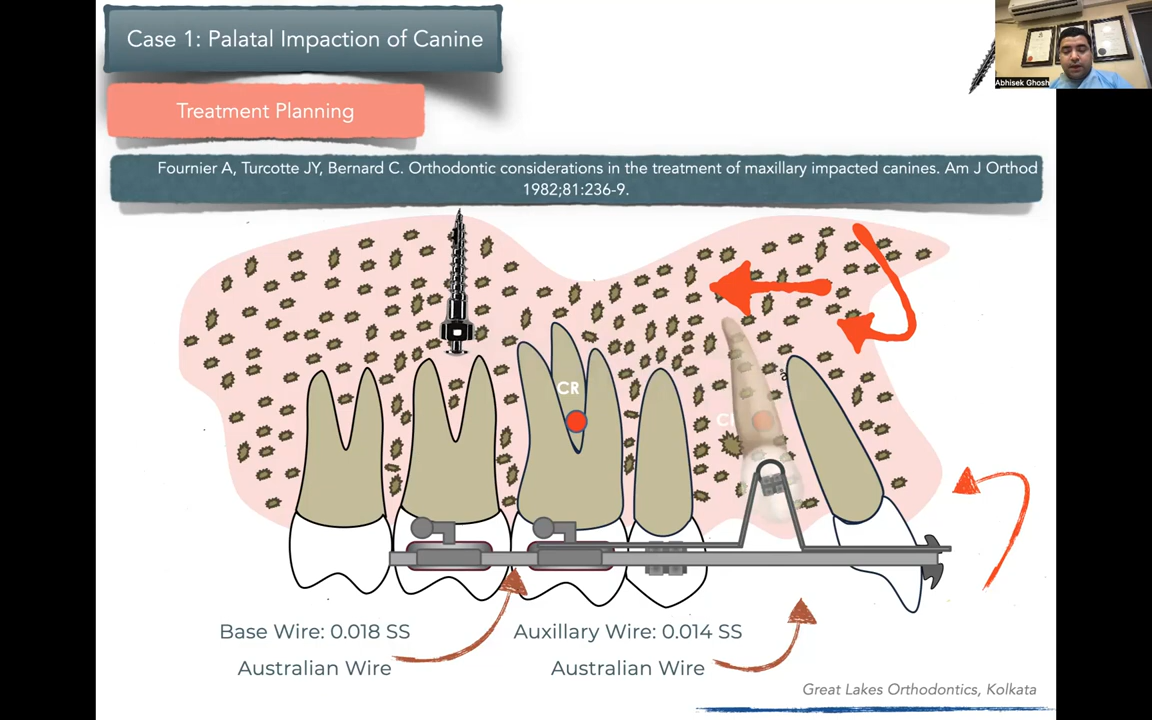 Case 1: Palatal Impaction of Canine
Abhisek Ghosh
Treatment Planning
Fournier A, Turcotte JY, Bernard C. Orthodontic considerations in the treatment of maxillary impacted canines. Am J Orthod
1982;81:236-9.
CR
Base Wire: 0.018 SS
Australian Wire
Auxillary Wire: 0.014 SS
Australian Wire
Great Lakes Orthodontics, Kolkata